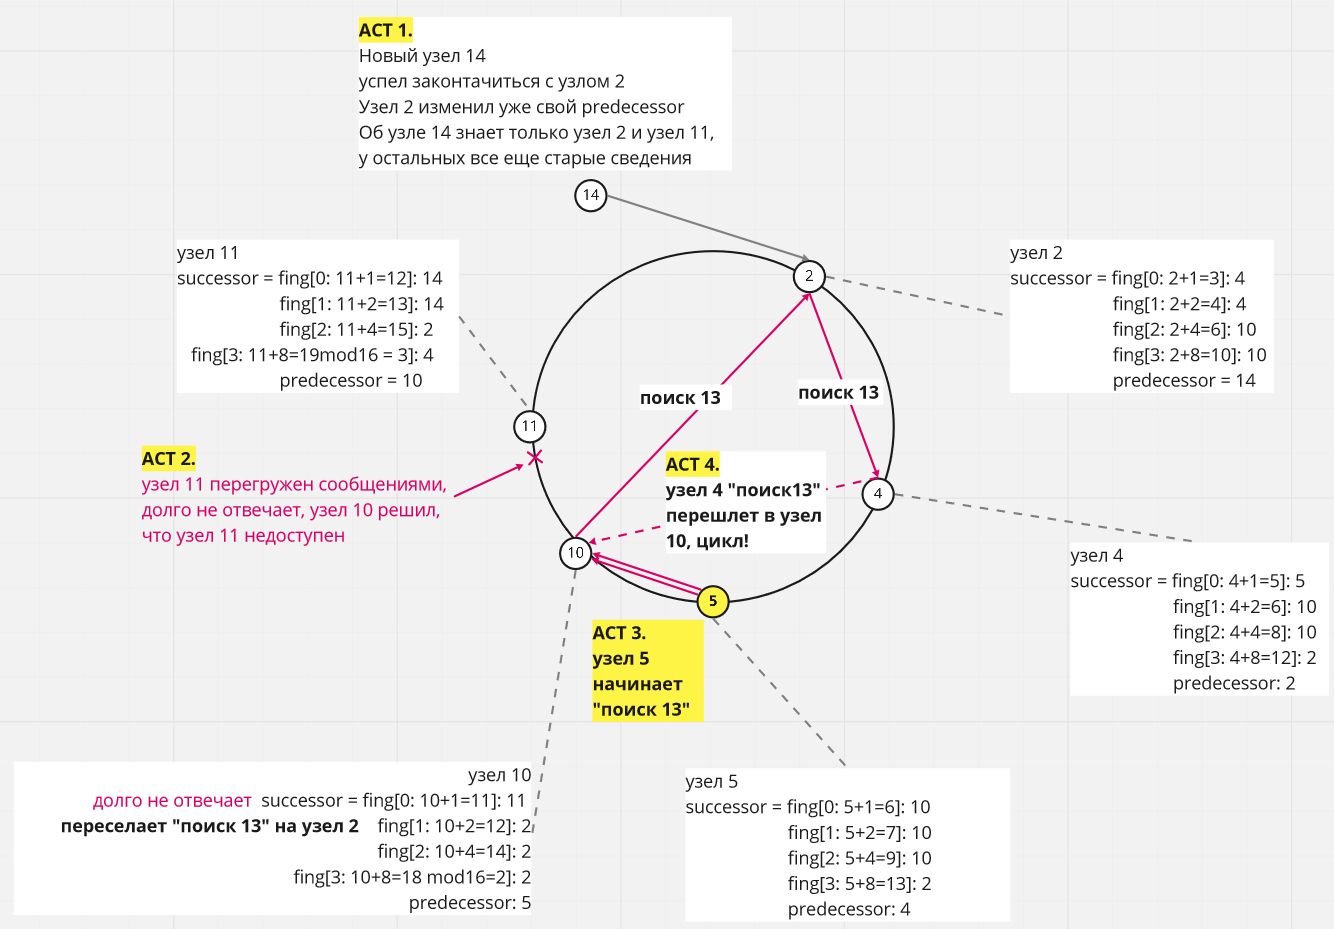 АСТ 1.
Новый узел 14
успел законтачиться с узлом 2
Узел 2 изменил уже свой predecessor
Об узле 14 знает только узел 2 и узел 11,
у остальных все еще старые сведения
14
узел 11
successor = fing[0: 11+1=12]: 14
fing[1: 11+2=13]: 14
fing[2: 11+4=15]: 2
fing[3: 11+8=19mod16 = 3]: 4
predecessor = 10
2
узел 2
successor = fing[0: 2+1=3]: 4
fing[1: 2+2=4]: 4
fing[2: 2+4=6]: 10
fing[3: 2+8=10]: 10
predecessor = 14
поиск 13
поиск 13
11
АСТ 2.
узел 11 перегружен сообщениями,
долго не отвечает, узел 10 решил,
что узел 11 недоступен
АСТ 4.
узел 4 "поиск13"
перешлет в узел
10, цикл!
4
10
5
узел 4
successor = fing[0: 4+1=5]: 5
fing[1: 4+2=6]: 10
fing[2: 4+4=8]: 10
fing[3: 4+8=12]: 2
predecessor: 2
АСТ 3.
узел 5
начинает
"поиск 13"
узел 10
долго не отвечает successor = fing[0: 10+1=11]: 11
переселает "поиск 13" на узел 2 fing[1: 10+2=12]: 2
fing[2: 10+4=14]: 2
fing[3: 10+8=18 mod16=2]: 2
predecessor: 5
узел 5
successor = fing[0: 5+1=6]: 10
fing[1: 5+2=7]: 10
fing[2: 5+4=9]: 10
fing[3: 5+8=13]: 2
predecessor: 4